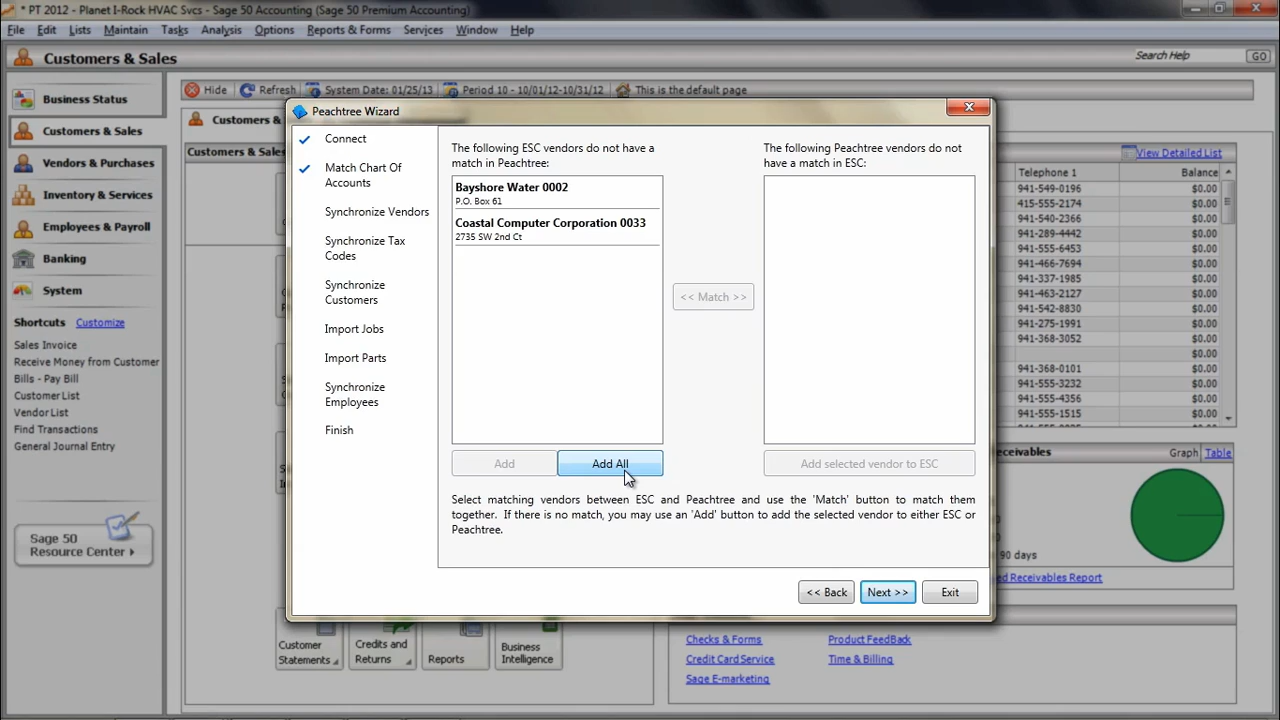 * PT 2012 - Planet I-Rock HVAC Svcs - Sage 50 Accounting (Sage 50 Premium Accounting)
File Edit Lists Maintain Tasks Analysis Options Reports & Forms Services Window Help
Customers & Sales
Search Help
GO
Business Status
Customers & Sales
Vendors & Purchases
Inventory & Services
Employees & Payroll
Banking
System
Shortcuts Customize
Sales Invoice
Receive Money from Customer
Bills - Pay Bill
Customer List
Vendor List
Find Transactions
General Journal Entry
Sage 50
Resource Center
Hide Refresh System Date: 01/25/13 Period 10 - 10/01/12-10/31/12 This is the default page
Customers &
Customers & Sales
Peachtree Wizard
Connect
Match Chart Of
Accounts
Synchronize Vendors
Synchronize Tax
Codes
Synchronize
Customers
Import Jobs
Import Parts
Synchronize
Employees
Finish
The following ESC vendors do not have a
match in Peachtree:
Bayshore Water 0002
P.O. Box 61
Coastal Computer Corporation 0033
2735 SW 2nd Ct
Add
Add All
<< Match >>
The following Peachtree vendors do not
have a match in ESC:
Add selected vendor to ESC
Select matching vendors between ESC and Peachtree and use the 'Match' button to match them
together. If there is no match, you may use an 'Add' button to add the selected vendor to either ESC or
Peachtree.
<< Back
Next >>
Exit
View Detailed List
Telephone 1 Balance
941-549-0196 $0.00
415-555-2174 $0.00
941-540-2366 $0.00
941-289-4442 $0.00
941-555-6453 $0.00
941-466-7694 $0.00
941-337-1985 $0.00
941-463-2127 $0.00
941-542-8830 $0.00
941-275-1991 $0.00
941-368-3052 $0.00
$0.00
941-368-0101 $0.00
941-555-3232 $0.00
941-555-4356 $0.00
941-555-1515 $0.00
eceivables Graph Table
0
90 days
ed Receivables Report
Customer
Statements
Credits and
Returns
Reports
Business
Intelligence
Checks & Forms
Product FeedBack
Credit Card Service
Time & Billing
Sage E-marketing